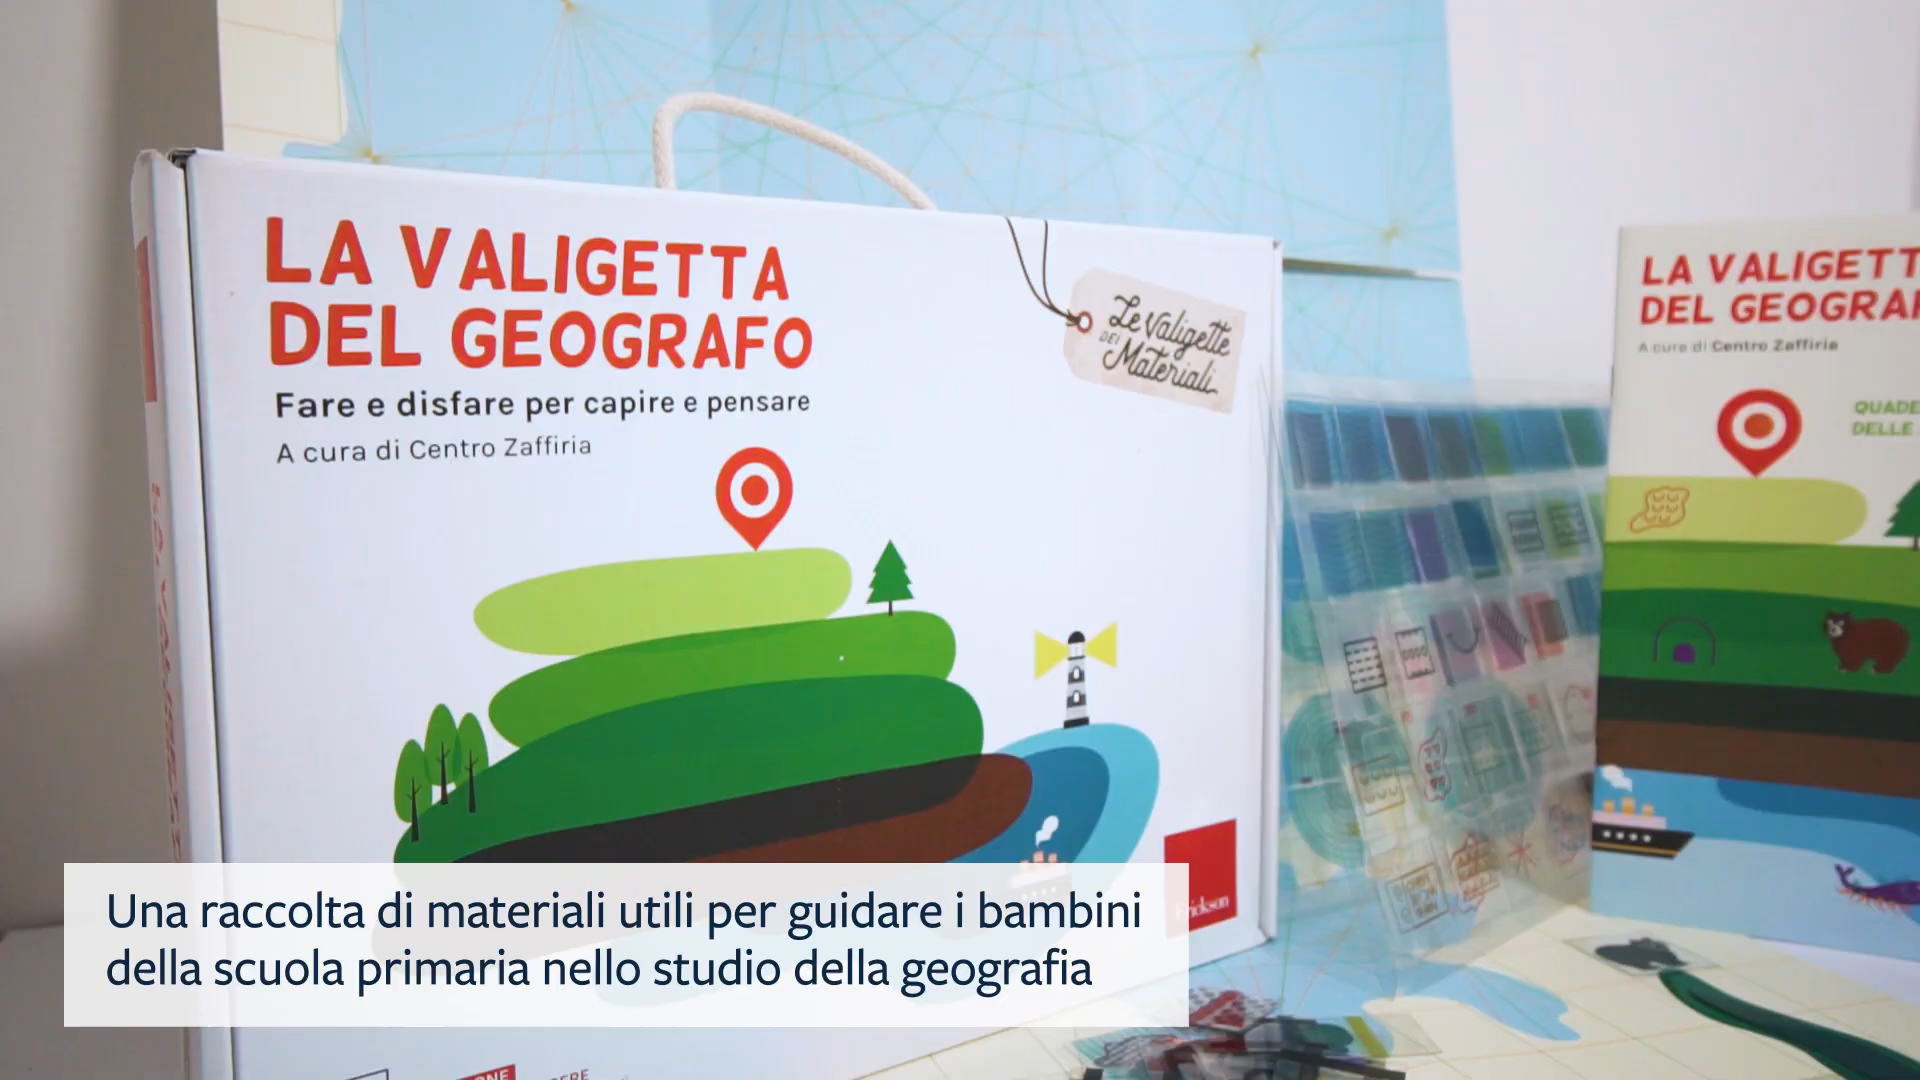 LA VALIGETTA
DEL GEOGRAFO
Fare e disfare per capire e pensare
A cura di Centro Zaffiria
Le Valigette
DEI
Materiali
Erickson
LA VALIGETT
DEL GEOGRAF
A cura di Centro Zaffiria
QUADE
DELLE
Una raccolta di materiali utili per guidare i bambini
della scuola primaria nello studio della geografia